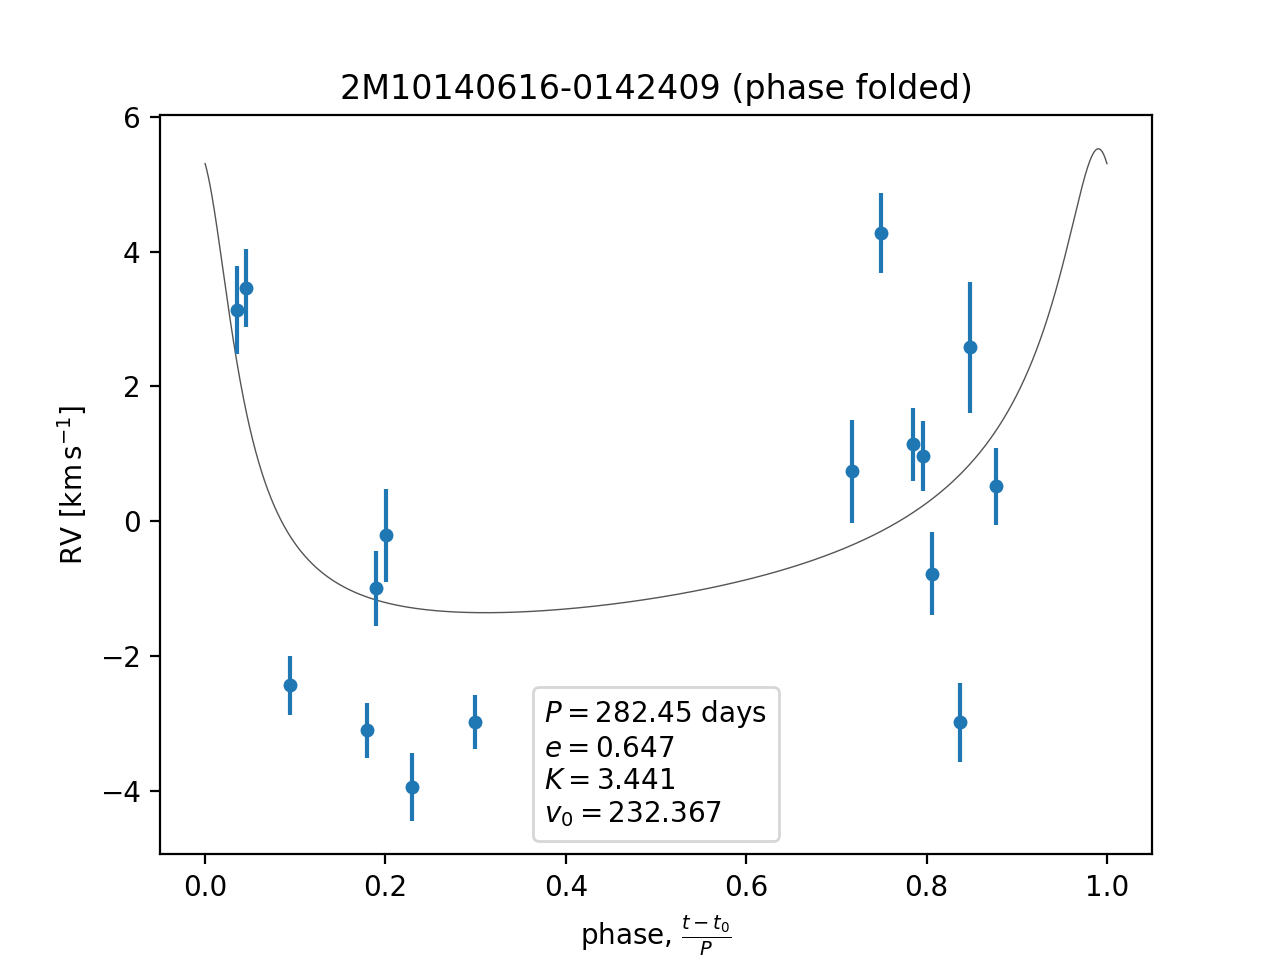 2M10140616-0142409 (phase folded)
6
4
2
0
−2
−4
RV [km s⁻¹]
P = 282.45 days
e = 0.647
K = 3.441
v₀ = 232.367
0.0 0.2 0.4 0.6 0.8 1.0
phase, (t − t₀)/P